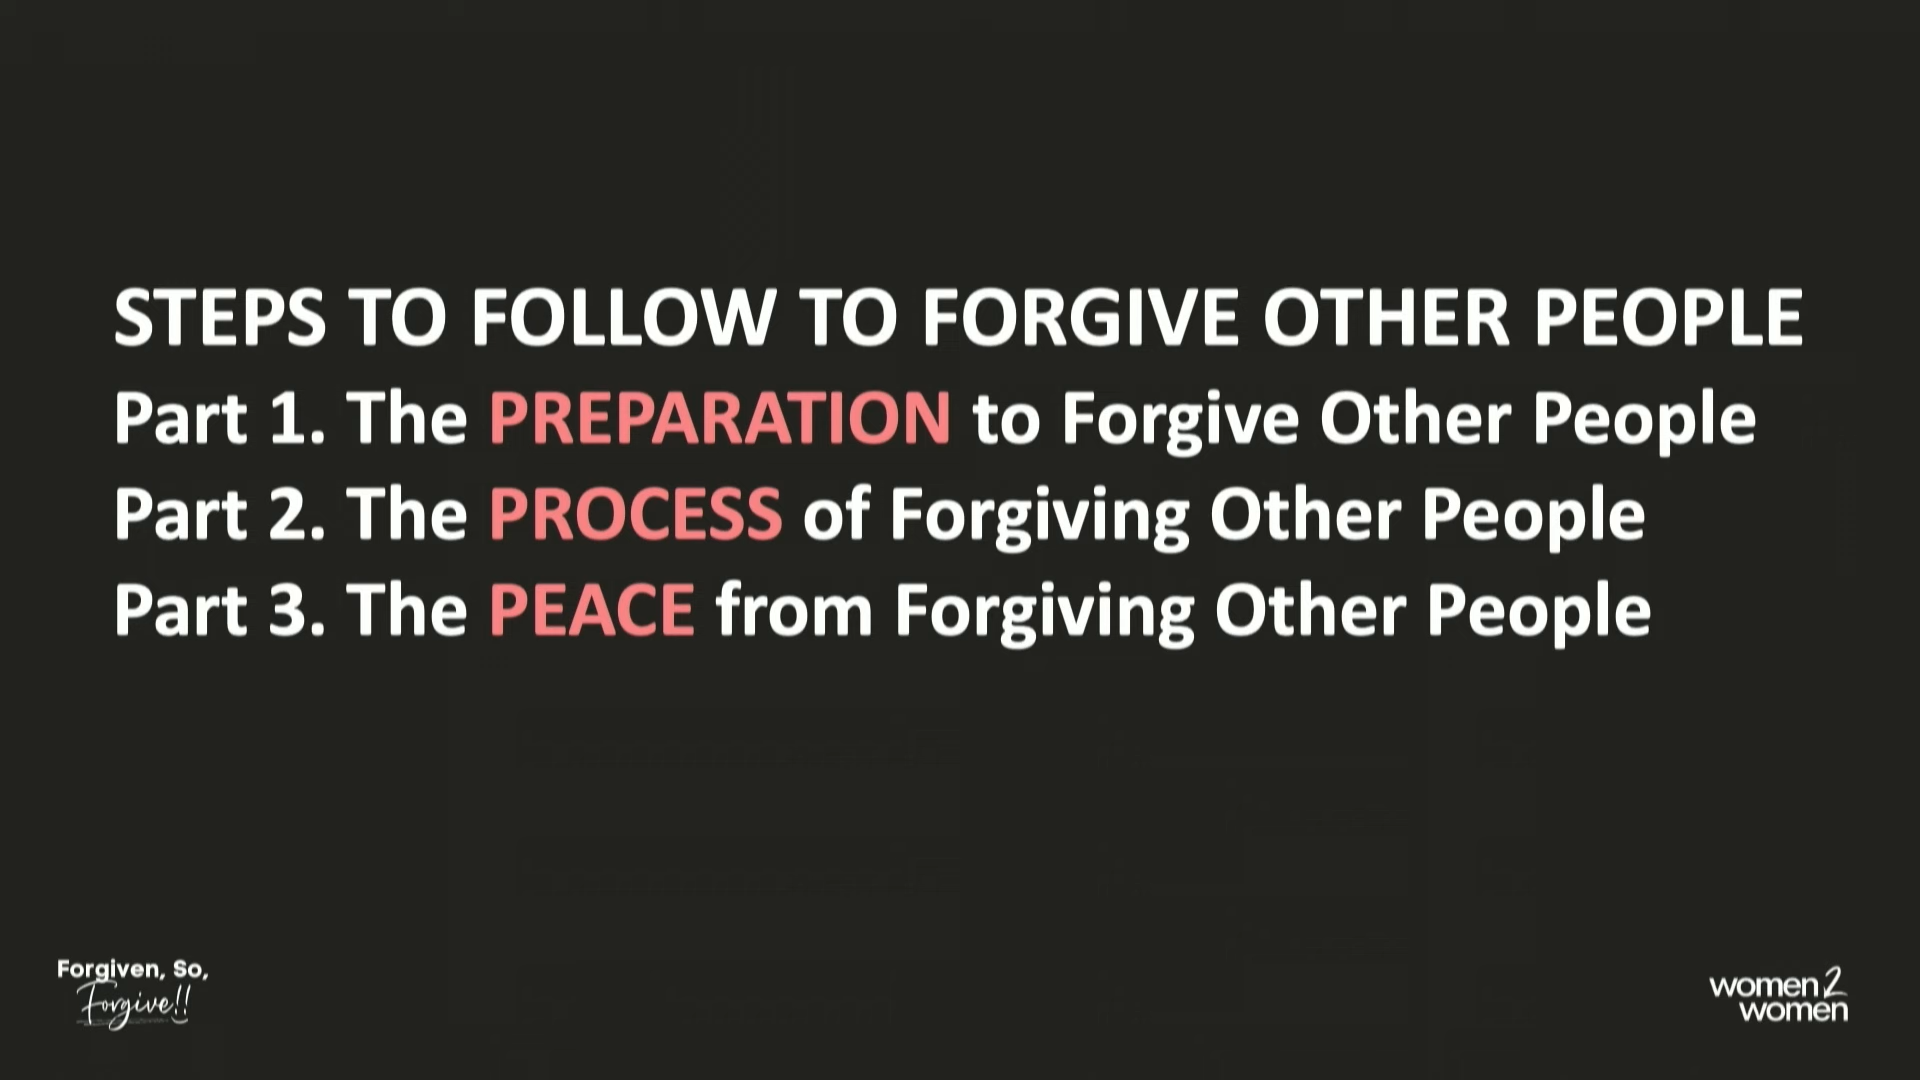 STEPS TO FOLLOW TO FORGIVE OTHER PEOPLE
Part 1. The PREPARATION to Forgive Other People
Part 2. The PROCESS of Forgiving Other People
Part 3. The PEACE from Forgiving Other People
Forgiven, So,
Forgive!!
women2
women